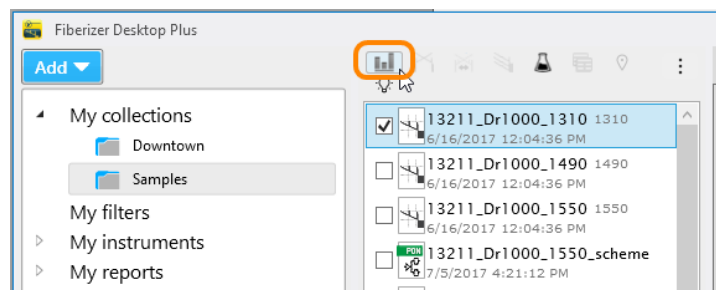 Fiberizer Desktop Plus
Add
My collections
Downtown
Samples
My filters
My instruments
My reports
13211_Dr1000_1310 1310
6/16/2017 12:04:36 PM
13211_Dr1000_1490 1490
6/16/2017 12:04:36 PM
13211_Dr1000_1550 1550
6/16/2017 12:04:36 PM
PON
13211_Dr1000_1550_scheme
7/5/2017 4:21:12 PM